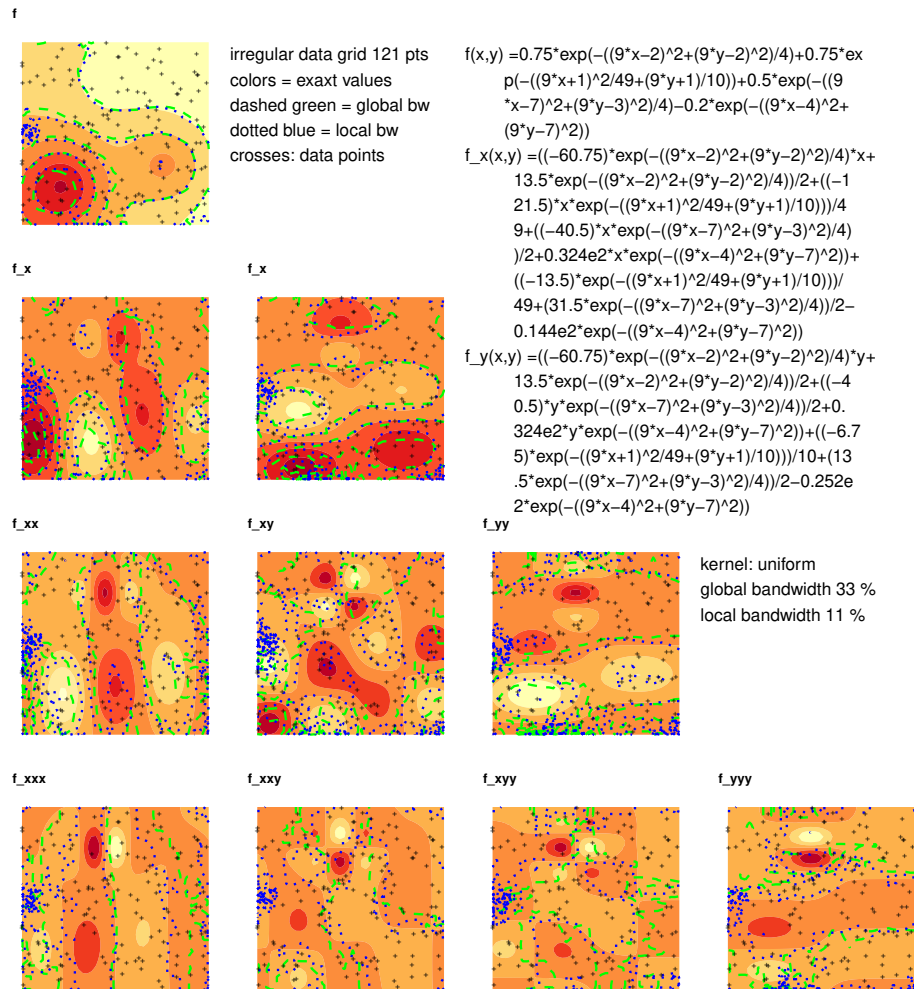 f
irregular data grid 121 pts
colors = exaxt values
dashed green = global bw
dotted blue = local bw
crosses: data points
f(x,y) =0.75*exp(−((9*x−2)^2+(9*y−2)^2)/4)+0.75*ex
p(−((9*x+1)^2/49+(9*y+1)/10))+0.5*exp(−((9
*x−7)^2+(9*y−3)^2)/4)−0.2*exp(−((9*x−4)^2+
(9*y−7)^2))
f_x(x,y) =((−60.75)*exp(−((9*x−2)^2+(9*y−2)^2)/4)*x+
13.5*exp(−((9*x−2)^2+(9*y−2)^2)/4))/2+((−1
21.5)*x*exp(−((9*x+1)^2/49+(9*y+1)/10)))/4
9+((−40.5)*x*exp(−((9*x−7)^2+(9*y−3)^2)/4)
)/2+0.324e2*x*exp(−((9*x−4)^2+(9*y−7)^2))+
((−13.5)*exp(−((9*x+1)^2/49+(9*y+1)/10)))/
49+(31.5*exp(−((9*x−7)^2+(9*y−3)^2)/4))/2−
0.144e2*exp(−((9*x−4)^2+(9*y−7)^2))
f_y(x,y) =((−60.75)*exp(−((9*x−2)^2+(9*y−2)^2)/4)*y+
13.5*exp(−((9*x−2)^2+(9*y−2)^2)/4))/2+((−4
0.5)*y*exp(−((9*x−7)^2+(9*y−3)^2)/4))/2+0.
324e2*y*exp(−((9*x−4)^2+(9*y−7)^2))+((−6.7
5)*exp(−((9*x+1)^2/49+(9*y+1)/10)))/10+(13
.5*exp(−((9*x−7)^2+(9*y−3)^2)/4))/2−0.252e
2*exp(−((9*x−4)^2+(9*y−7)^2))
f_x
f_x
f_xx
f_xy
f_yy
kernel: uniform
global bandwidth 33 %
local bandwidth 11 %
f_xxx
f_xxy
f_xyy
f_yyy